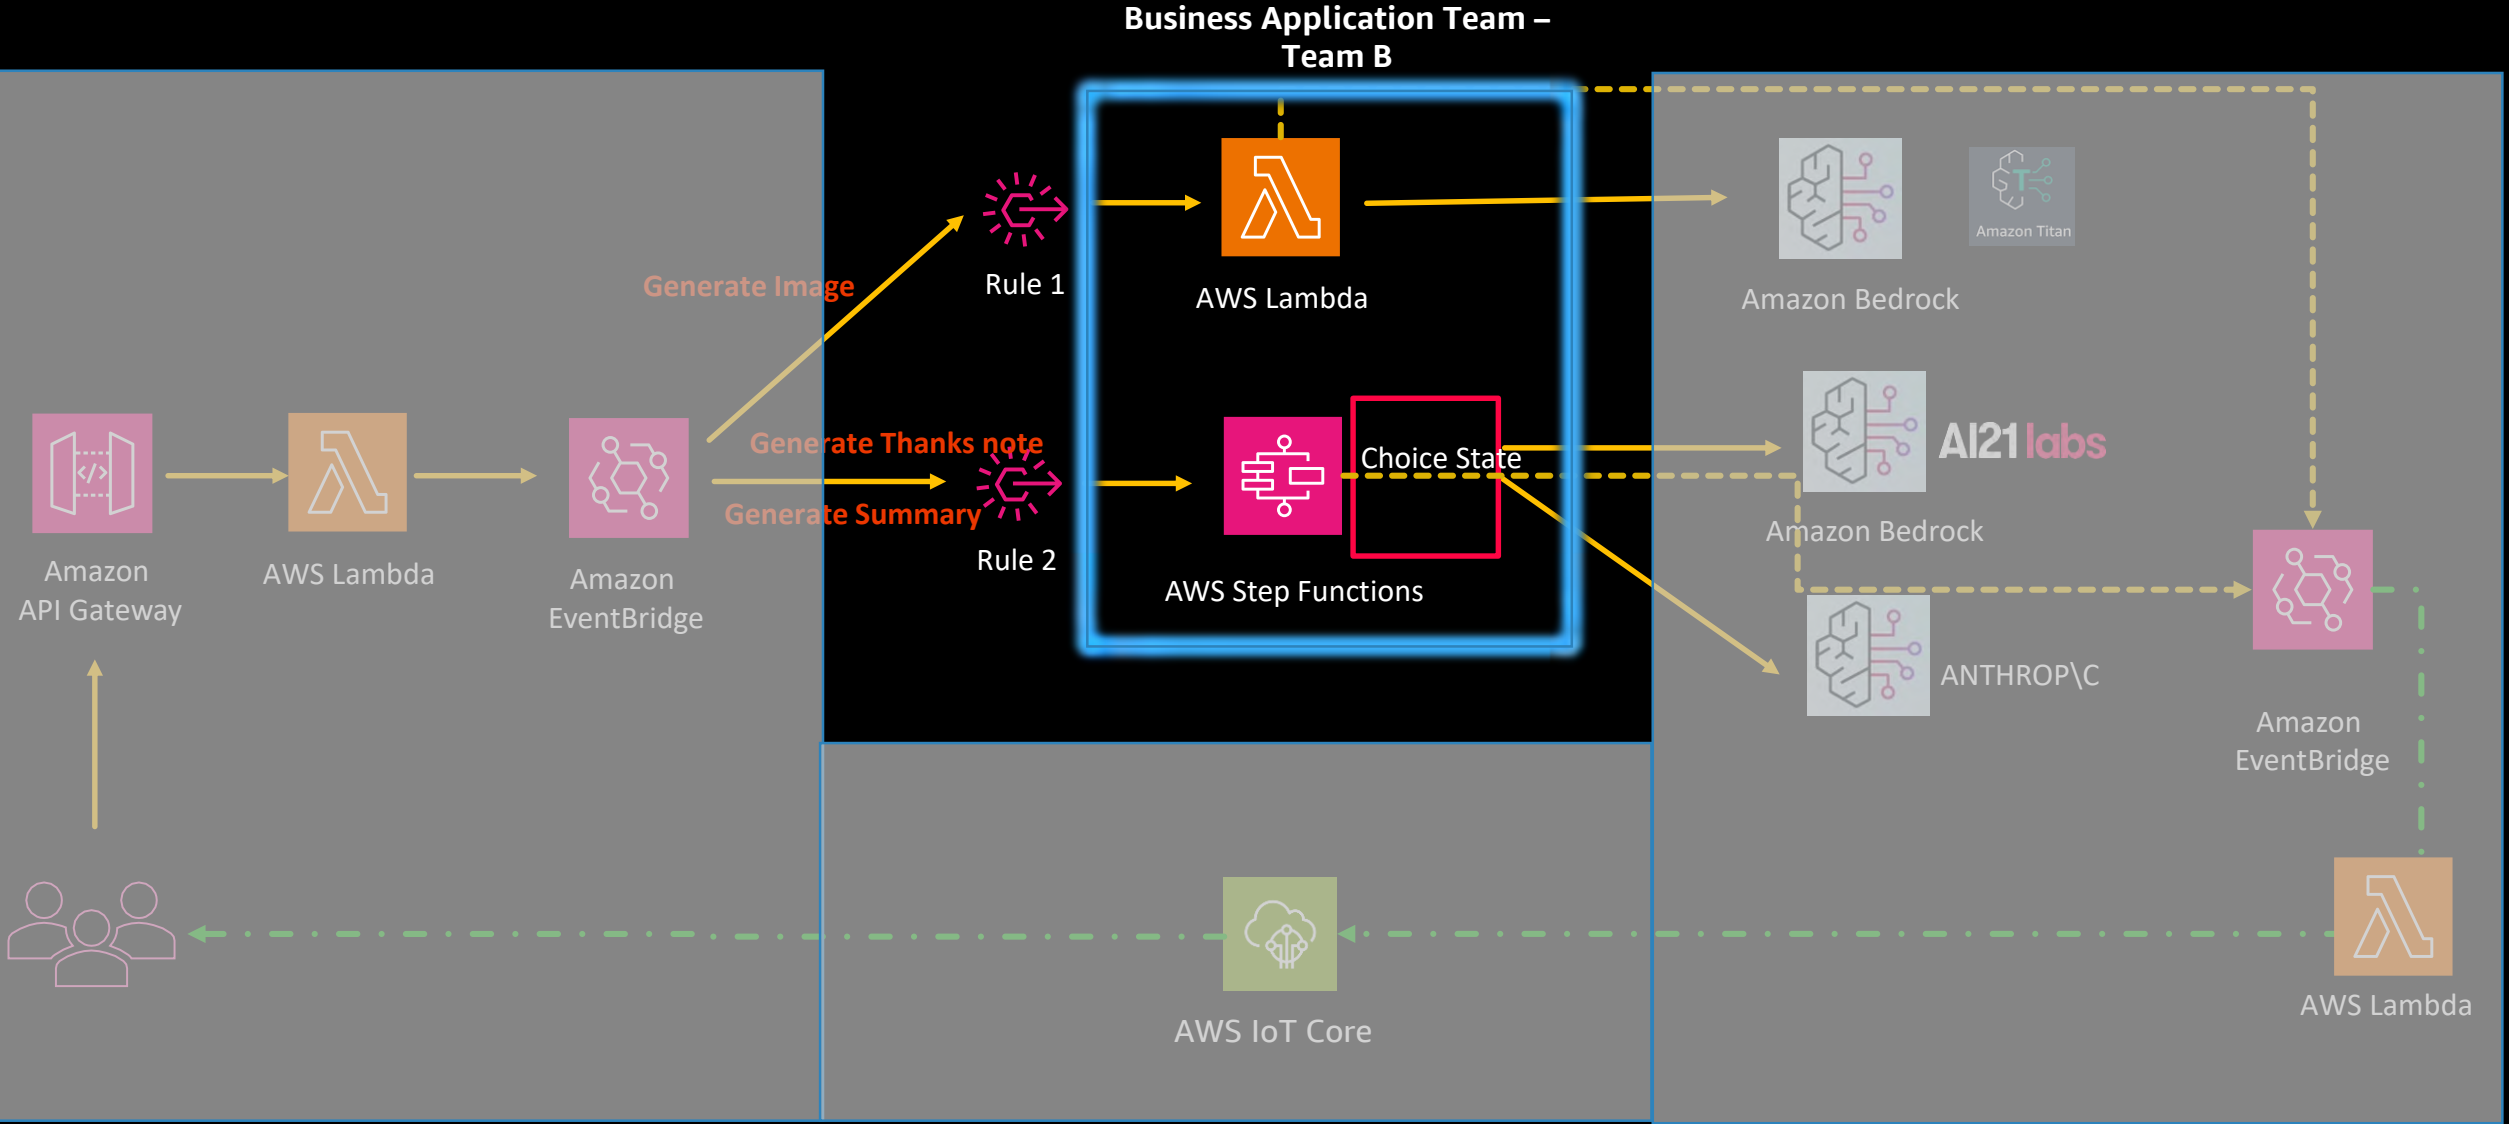 Business Application Team –
Team B
Generate Image
Rule 1
AWS Lambda
Amazon Bedrock
T
Amazon Titan
Generate Thanks note
Generate Summary
Rule 2
Choice State
AWS Step Functions
AI21labs
Amazon Bedrock
ANTHROP\C
</>
Amazon
API Gateway
AWS Lambda
Amazon
EventBridge
Amazon
EventBridge
AWS IoT Core
AWS Lambda